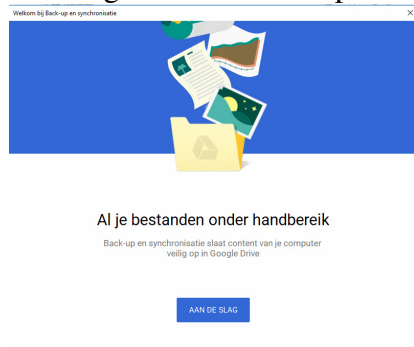 Welkom bij Back-up en synchronisatie
Al je bestanden onder handbereik
Back-up en synchronisatie slaat content van je computer
veilig op in Google Drive
AAN DE SLAG